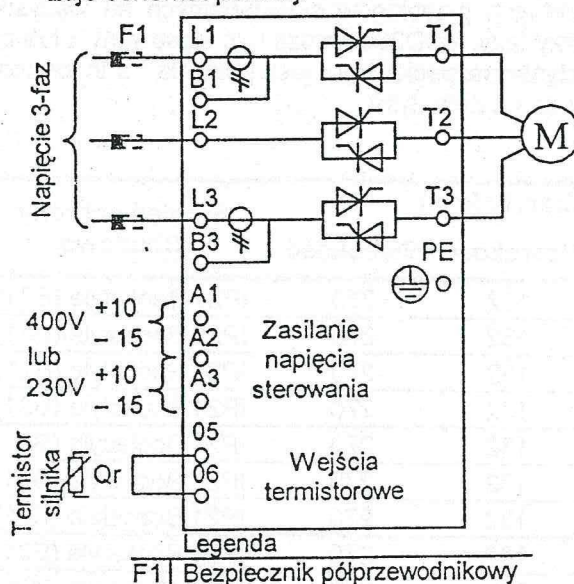 F1
L1
T1
B1
Napięcie 3-faz
L2
T2
M
L3
T3
B3
PE
A1
400V +10
– 15
A2
Zasilanie
lub
napięcia
230V +10
– 15
A3
sterowania
Termistor
silnika
Qr
05
06
Wejścia
termistorowe
Legenda
F1 Bezpiecznik półprzewodnikowy